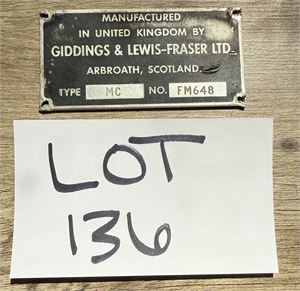 MANUFACTURED
IN UNITED KINGDOM BY
GIDDINGS & LEWIS-FRASER LTD.
ARBROATH, SCOTLAND
TYPE MC NO. FM648
LOT
136